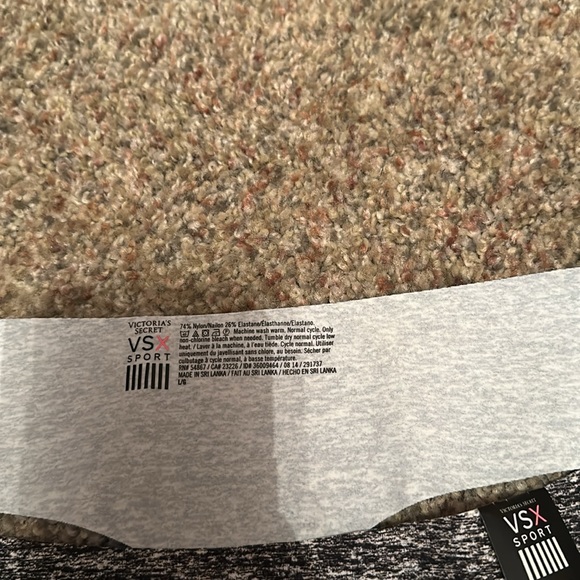 VICTORIA'S
SECRET
VSX
SPORT
74% Nylon/Nailon 26% Elastane/Elasthanne/Elastano.
Machine wash warm. Normal cycle. Only
non-chlorine bleach when needed. Tumble dry normal cycle low
heat. / Laver à la machine, à l'eau tiède. Cycle normal. Utiliser
uniquement du javellisant sans chlore, au besoin. Sécher par
culbutage à cycle normal, à basse température.
RN# 54867 / CA# 23226 / ID# 36009464 / 08 14 / 291737
MADE IN SRI LANKA / FAIT AU SRI LANKA / HECHO EN SRI LANKA
L/G
VICTORIA'S SECRET
VSX
SPORT